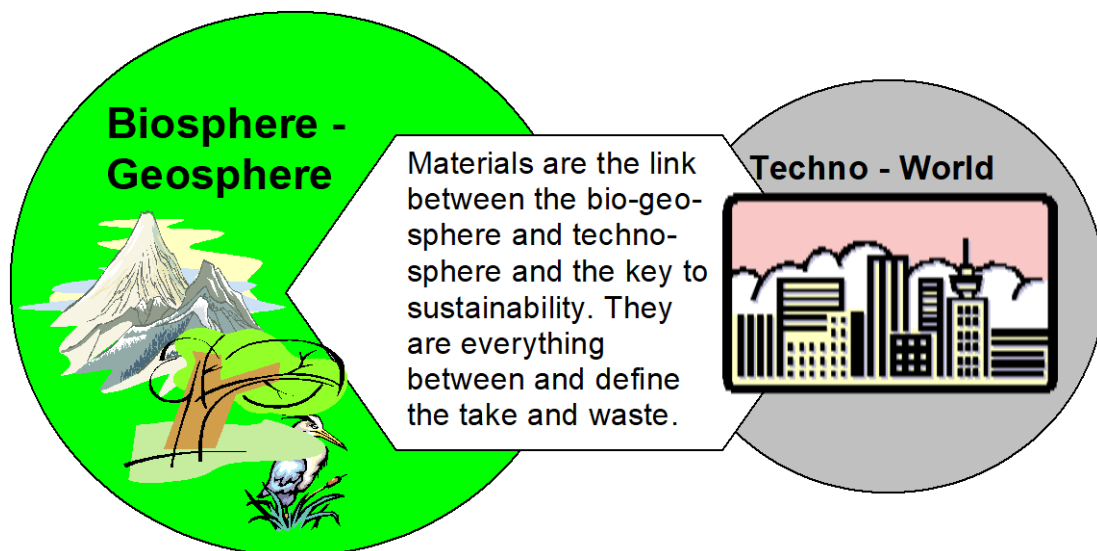 Biosphere -
Geosphere
Materials are the link
between the bio-geo-
sphere and techno-
sphere and the key to
sustainability. They
are everything
between and define
the take and waste.
Techno - World